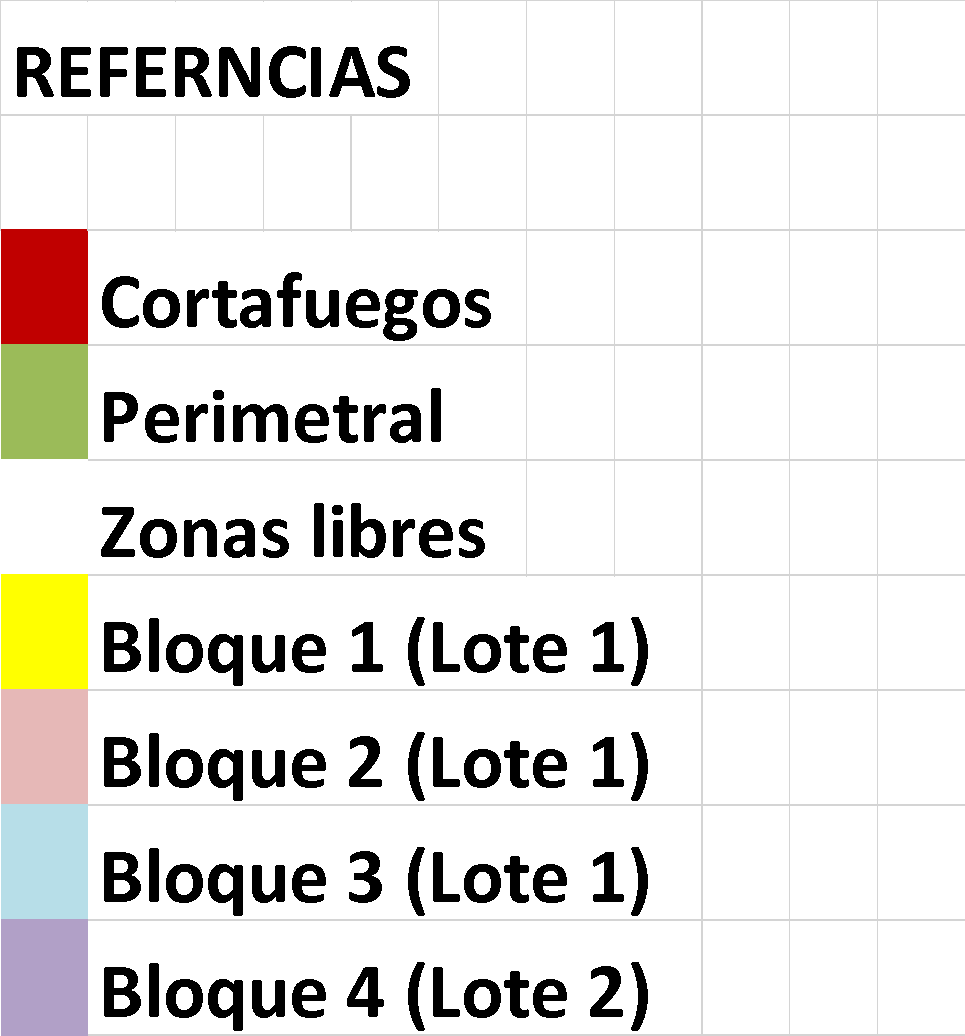 REFERNCIAS
Cortafuegos
Perimetral
Zonas libres
Bloque 1 (Lote 1)
Bloque 2 (Lote 1)
Bloque 3 (Lote 1)
Bloque 4 (Lote 2)